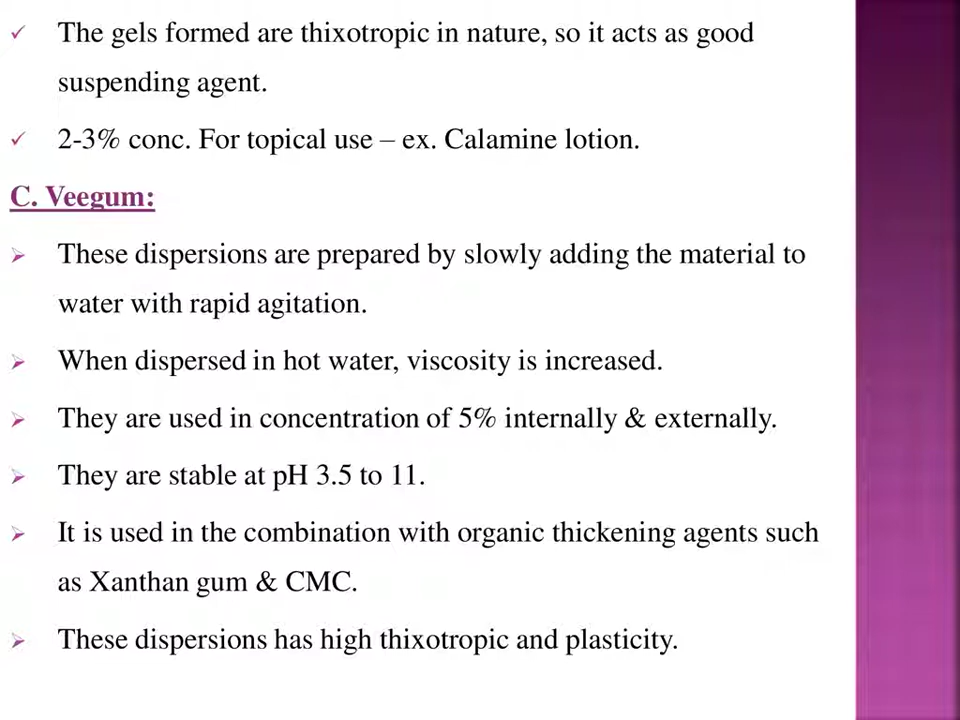 ✓ The gels formed are thixotropic in nature, so it acts as good
suspending agent.
✓ 2-3% conc. For topical use – ex. Calamine lotion.
C. Veegum:
➢ These dispersions are prepared by slowly adding the material to
water with rapid agitation.
➢ When dispersed in hot water, viscosity is increased.
➢ They are used in concentration of 5% internally & externally.
➢ They are stable at pH 3.5 to 11.
➢ It is used in the combination with organic thickening agents such
as Xanthan gum & CMC.
➢ These dispersions has high thixotropic and plasticity.